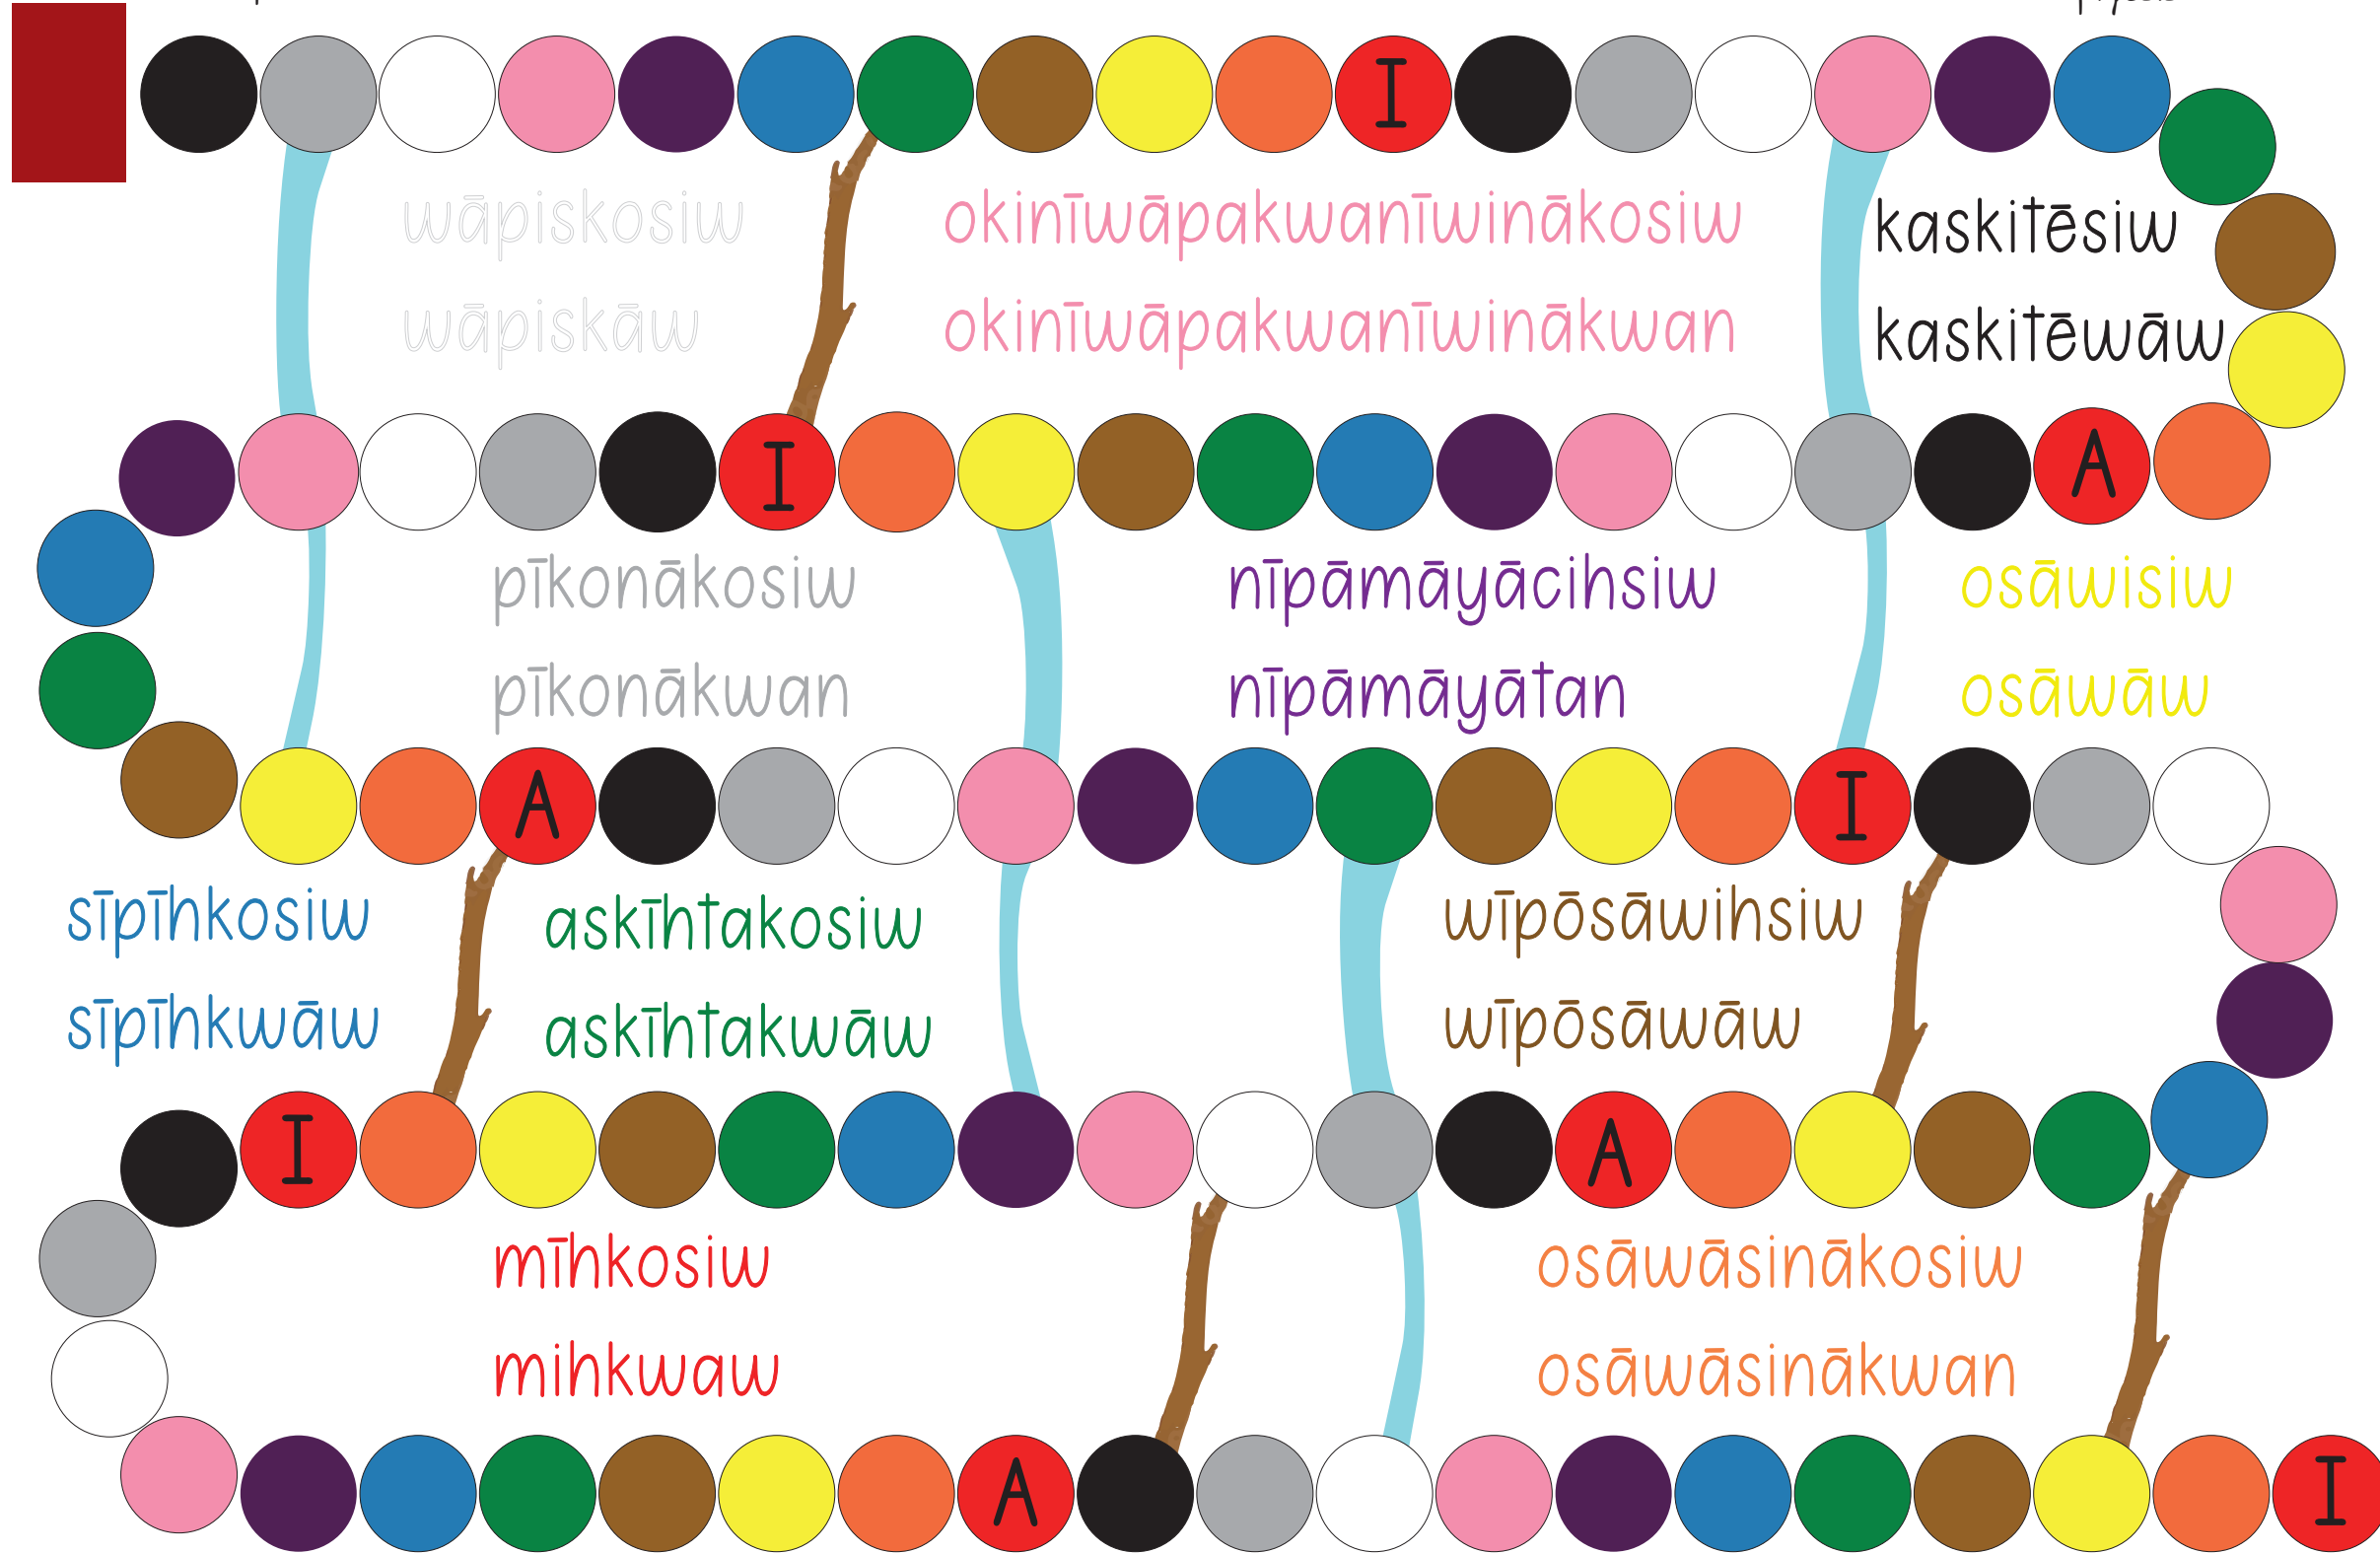 I
wāpiskosiw okinīwāpakwanīwinākosiw kaskitēsiw
wāpiskāw okinīwāpakwanīwinākwan kaskitēwāw
I A
pīkonākosiw nīpāmāyācihsiw osāwisiw
pīkonākwan nīpāmāyātan osāwāw
A I
sīpīhkosiw askīhtakosiw wīpōsāwihsiw
sīpīhkwāw askīhtakwāw wīpōsāwāw
I A
mīhkosiw osāwāsinākosiw
mihkwaw osāwāsinākwan
A I